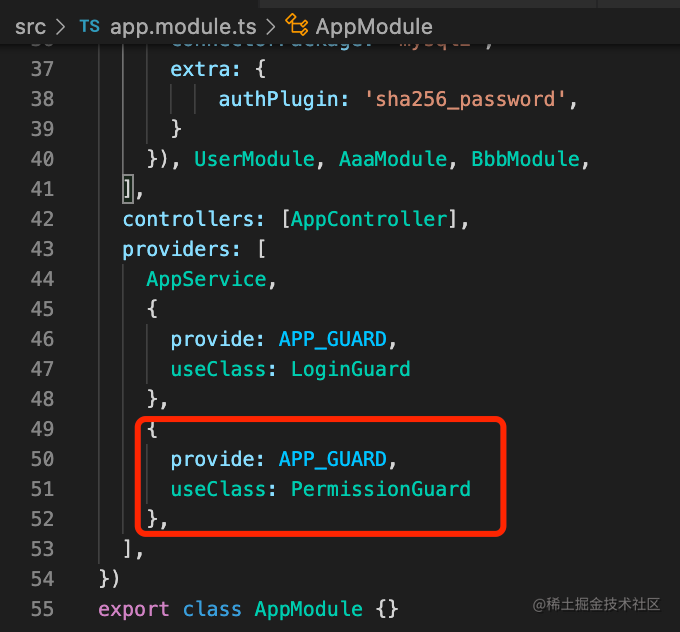 src > TS app.module.ts > AppModule
37 extra: {
38 authPlugin: 'sha256_password',
39 }
40 }), UserModule, AaaModule, BbbModule,
41 ],
42 controllers: [AppController],
43 providers: [
44 AppService,
45 {
46 provide: APP_GUARD,
47 useClass: LoginGuard
48 },
49 {
50 provide: APP_GUARD,
51 useClass: PermissionGuard
52 },
53 ],
54 })
55 export class AppModule {}
@稀土掘金技术社区